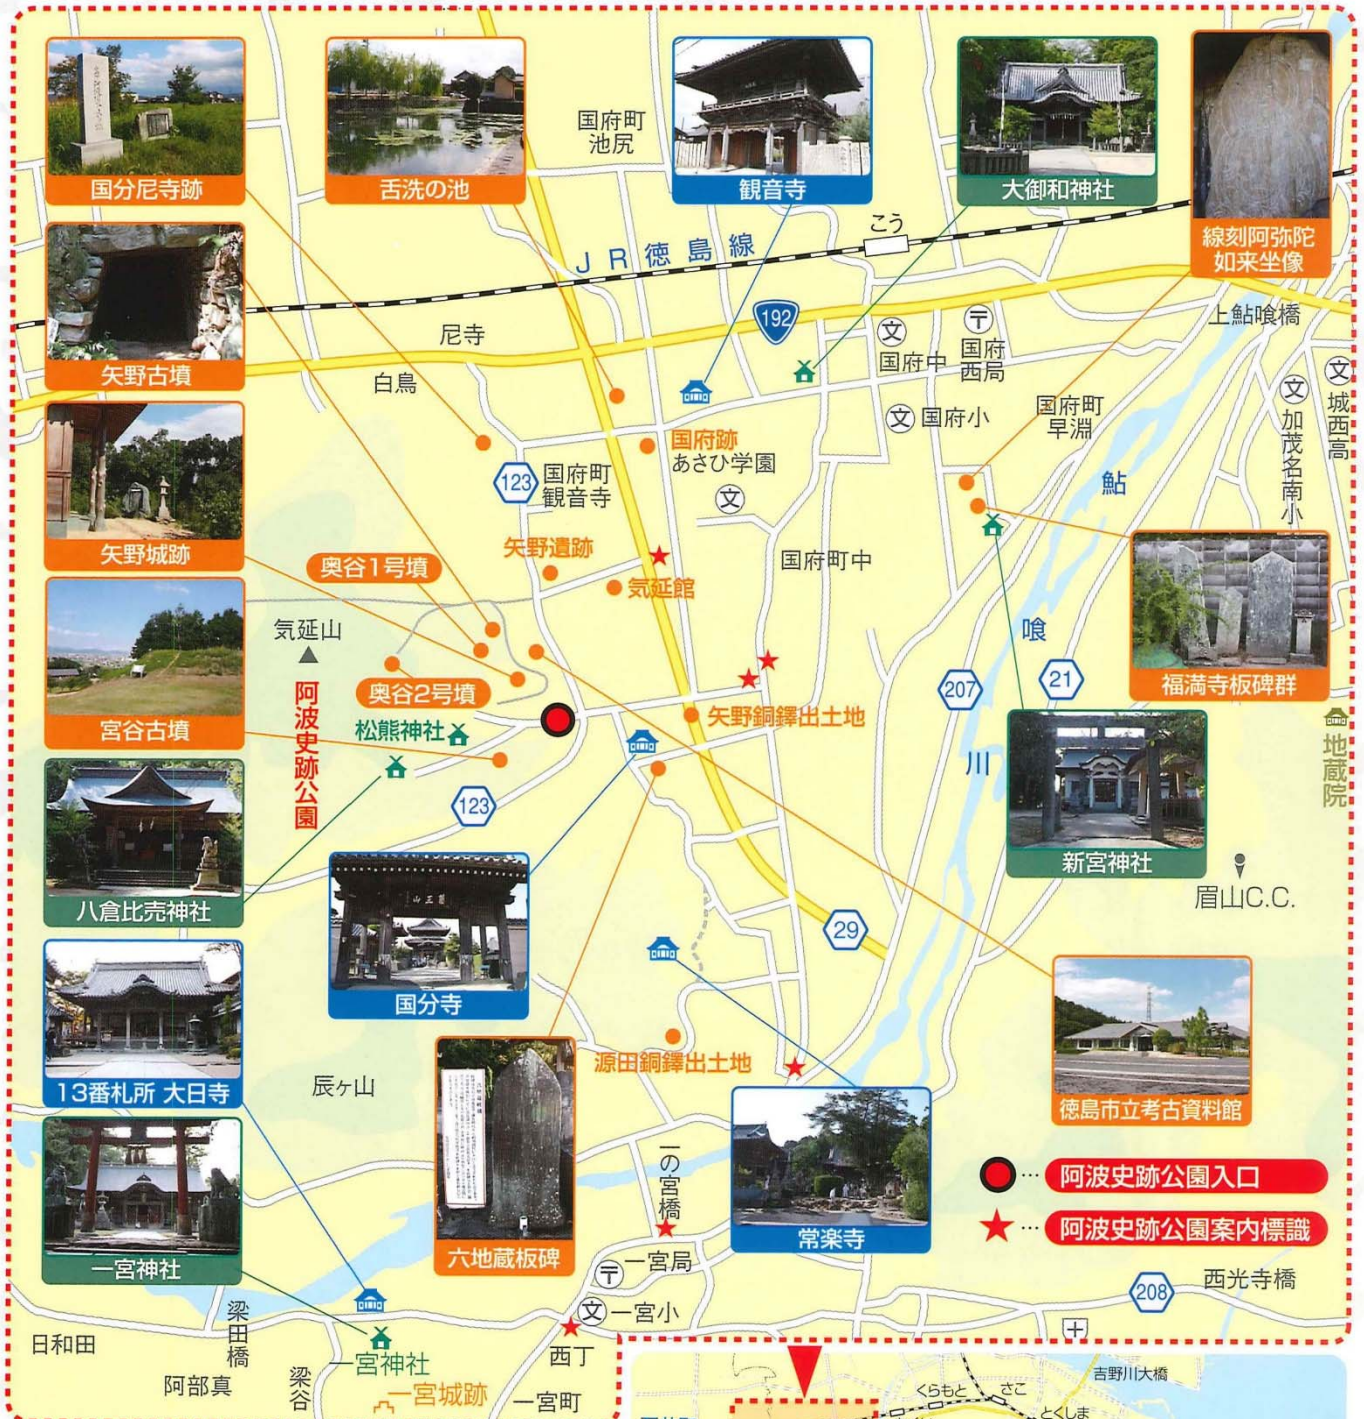 国分尼寺跡
舌洗の池
国府町
池尻
観音寺
大御和神社
線刻阿弥陀
如来坐像
こう
JR徳島線
192
尼寺
白鳥
矢野古墳
文
国府中
〒
国府
西局
上鮎喰橋
文
国府小
国府町
早淵
文
加茂名南小
文
城西高
国府跡
あさひ学園
文
123
国府町
観音寺
矢野城跡
矢野遺跡
気延館
国府町中
奥谷1号墳
気延山
奥谷2号墳
阿波史跡公園
松熊神社
宮谷古墳
矢野銅鐸出土地
鮎喰川
207
21
福満寺板碑群
地蔵院
新宮神社
123
八倉比売神社
国分寺
眉山C.C.
29
13番札所 大日寺
辰ヶ山
源田銅鐸出土地
徳島市立考古資料館
一宮神社
六地蔵板碑
一の宮橋
常楽寺
… 阿波史跡公園入口
★ … 阿波史跡公園案内標識
〒
一宮局
文
一宮小
208
西光寺橋
日和田
梁田橋
阿部真
梁谷
一宮神社
一宮城跡
西丁
一宮町
吉野川大橋
くらもと
さこ
とくしま